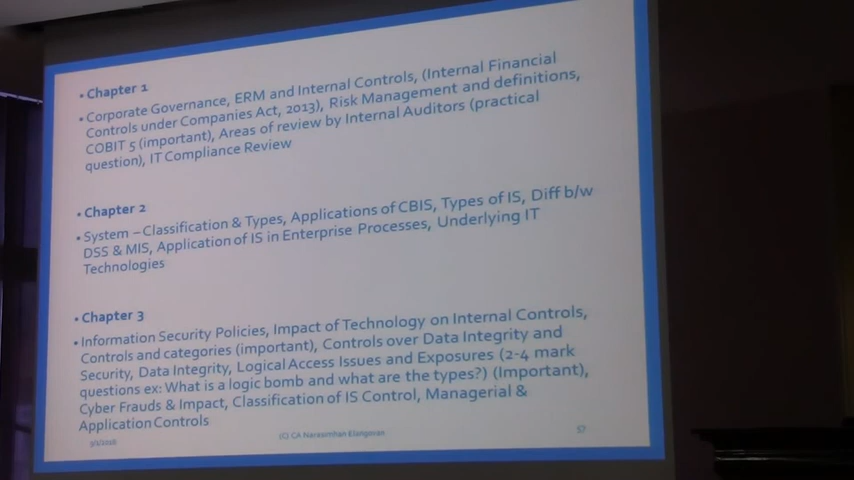 • Chapter 1
• Corporate Governance, ERM and Internal Controls, (Internal Financial
Controls under Companies Act, 2013), Risk Management and definitions,
COBIT 5 (important), Areas of review by Internal Auditors (practical
question), IT Compliance Review
• Chapter 2
• System – Classification & Types, Applications of CBIS, Types of IS, Diff b/w
DSS & MIS, Application of IS in Enterprise Processes, Underlying IT
Technologies
• Chapter 3
• Information Security Policies, Impact of Technology on Internal Controls,
Controls and categories (important), Controls over Data Integrity and
Security, Data Integrity, Logical Access Issues and Exposures (2-4 mark
questions ex: What is a logic bomb and what are the types?) (Important),
Cyber Frauds & Impact, Classification of IS Control, Managerial &
Application Controls
(C) CA Narasimhan Elangovan 57